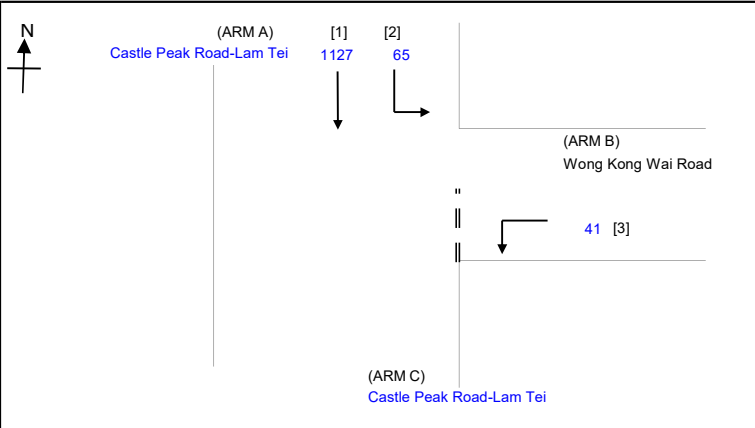 N
(ARM A) [1] [2]
Castle Peak Road-Lam Tei 1127 65
(ARM B)
Wong Kong Wai Road
41 [3]
(ARM C)
Castle Peak Road-Lam Tei